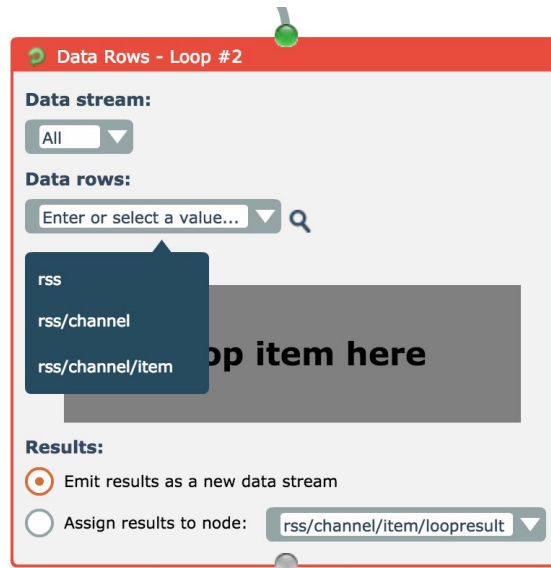 Data Rows - Loop #2
Data stream:
All
Data rows:
Enter or select a value...
rss
rss/channel
rss/channel/item
item here
Results:
Emit results as a new data stream
Assign results to node:
rss/channel/item/loopresult